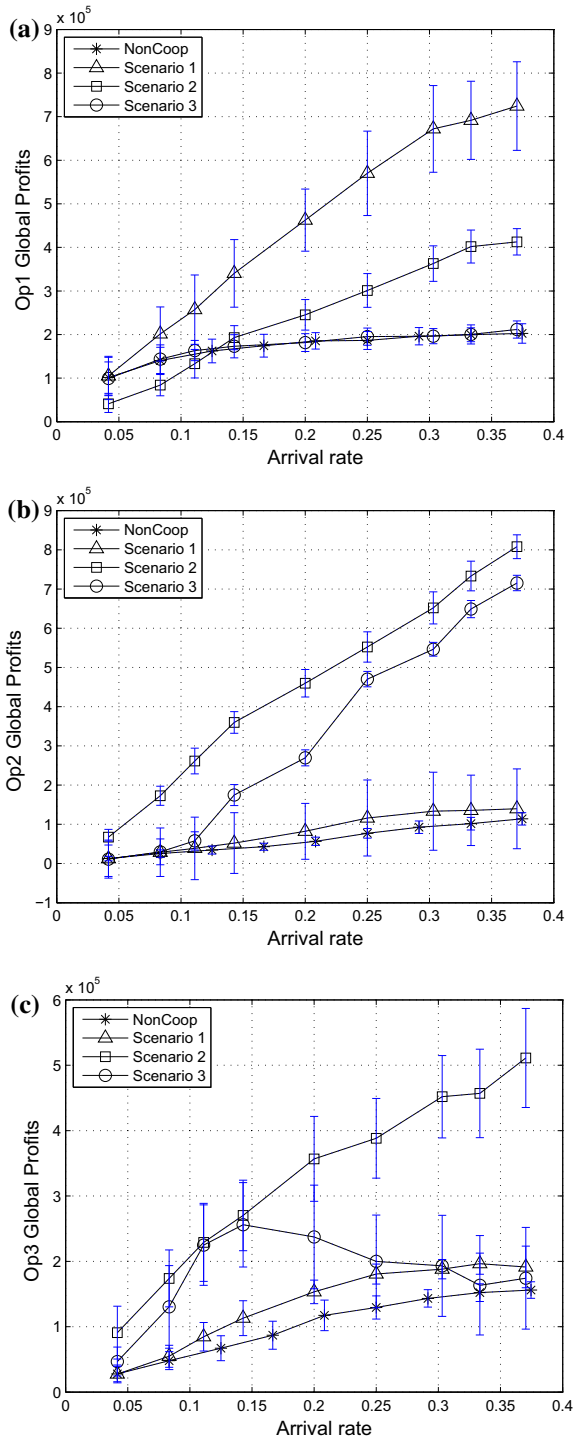 (a)
× 10^5
9
8
7
6
5
4
3
2
1
0
Op1 Global Profits
NonCoop
Scenario 1
Scenario 2
Scenario 3
0 0.05 0.1 0.15 0.2 0.25 0.3 0.35 0.4
Arrival rate
(b)
× 10^5
9
8
7
6
5
4
3
2
1
0
−1
Op2 Global Profits
NonCoop
Scenario 1
Scenario 2
Scenario 3
0 0.05 0.1 0.15 0.2 0.25 0.3 0.35 0.4
Arrival rate
(c)
× 10^5
6
5
4
3
2
1
0
Op3 Global Profits
NonCoop
Scenario 1
Scenario 2
Scenario 3
0 0.05 0.1 0.15 0.2 0.25 0.3 0.35 0.4
Arrival rate